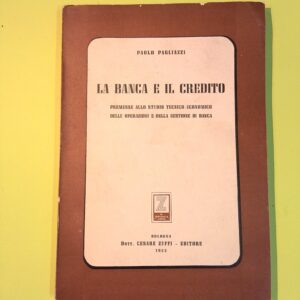 PAOLO PAGLIAZZI
LA BANCA E IL CREDITO
PREMESSE ALLO STUDIO TECNICO ECONOMICO
DELLE OPERAZIONI E DELLA GESTIONE DI BANCA
Z
BOLOGNA
DOTT. CESARE ZUFFI - EDITORE
1952